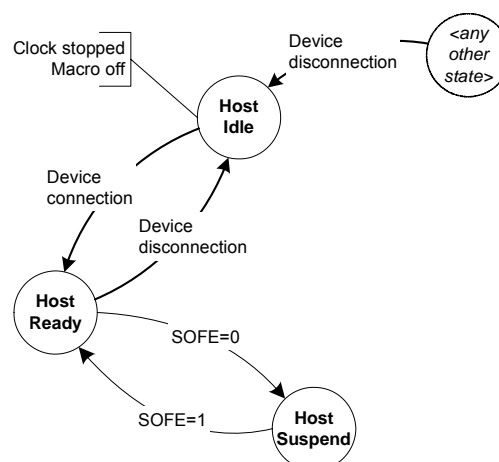 Clock stopped
Macro off
Device
disconnection
<any
other
state>
Host
Idle
Device
connection
Device
disconnection
Host
Ready
SOFE=0
SOFE=1
Host
Suspend